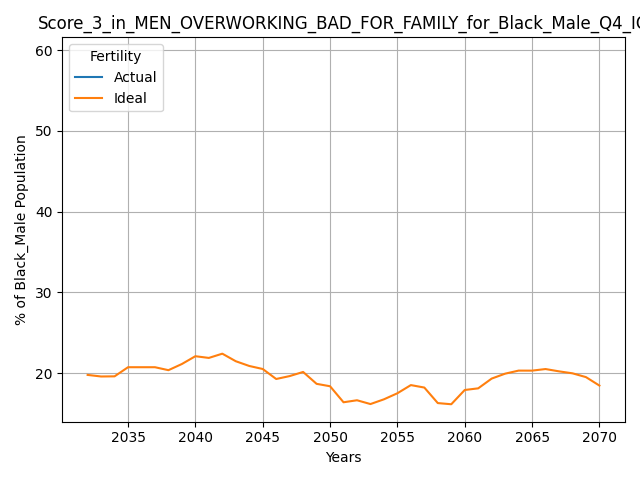 Score_3_in_MEN_OVERWORKING_BAD_FOR_FAMILY_for_Black_Male_Q4_IQ
Fertility
Actual
Ideal
% of Black_Male Population
60
50
40
30
20
2035 2040 2045 2050 2055 2060 2065 2070
Years